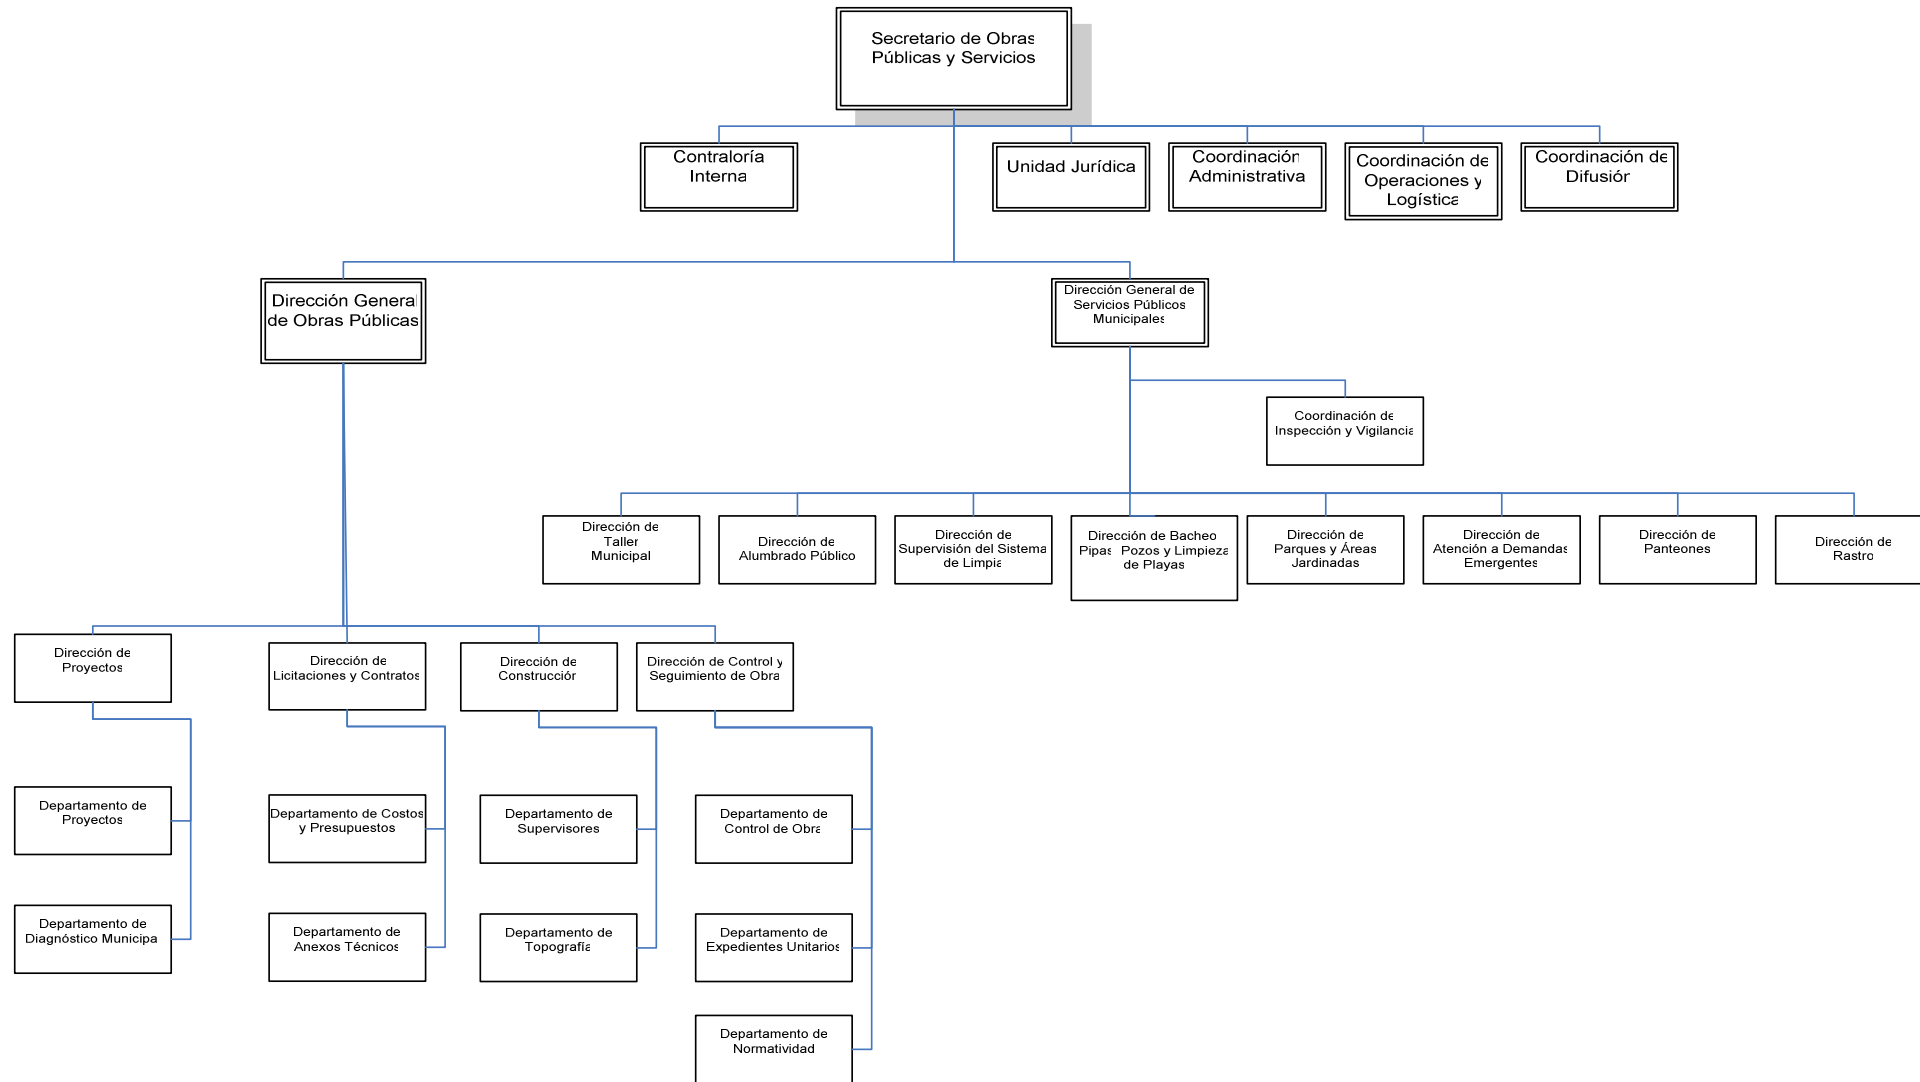 Secretario de Obras
Públicas y Servicios
Contraloría
Interna
Unidad Jurídica
Coordinación
Administrativa
Coordinación de
Operaciones y
Logística
Coordinación de
Difusión
Dirección General
de Obras Públicas
Dirección General de
Servicios Públicos
Municipales
Coordinación de
Inspección y Vigilancia
Dirección de
Taller
Municipal
Dirección de
Alumbrado Público
Dirección de
Supervisión del Sistema
de Limpia
Dirección de Bacheo
Pipas Pozos y Limpieza
de Playas
Dirección de
Parques y Áreas
Jardinadas
Dirección de
Atención a Demandas
Emergentes
Dirección de
Panteones
Dirección de
Rastro
Dirección de
Proyectos
Dirección de
Licitaciones y Contratos
Dirección de
Construcción
Dirección de Control y
Seguimiento de Obra
Departamento de
Proyectos
Departamento de Costos
y Presupuestos
Departamento de
Supervisores
Departamento de
Control de Obra
Departamento de
Diagnóstico Municipa
Departamento de
Anexos Técnicos
Departamento de
Topografía
Departamento de
Expedientes Unitarios
Departamento de
Normatividad